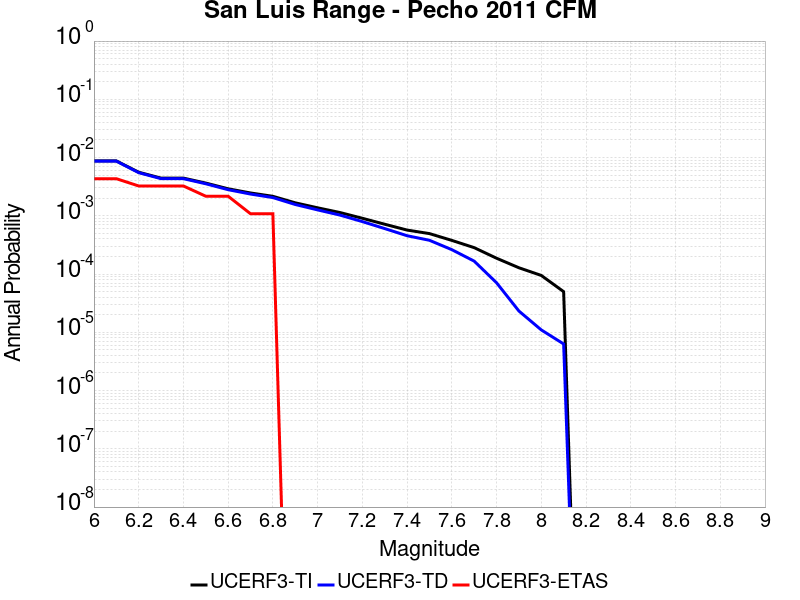 San Luis Range - Pecho 2011 CFM
10^0
10^-1
10^-2
10^-3
10^-4
10^-5
10^-6
10^-7
10^-8
Annual Probability
6 6.2 6.4 6.6 6.8 7 7.2 7.4 7.6 7.8 8 8.2 8.4 8.6 8.8 9
Magnitude
UCERF3-TI UCERF3-TD UCERF3-ETAS